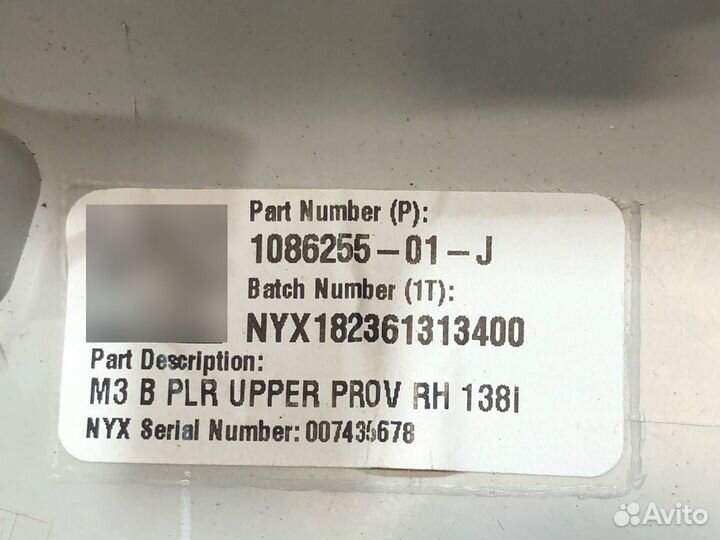 Part Number (P):
1086255-01-J
Batch Number (1T):
NYX182361313400
Part Description:
M3 B PLR UPPER PROV RH 138I
NYX Serial Number: 007435678
Avito